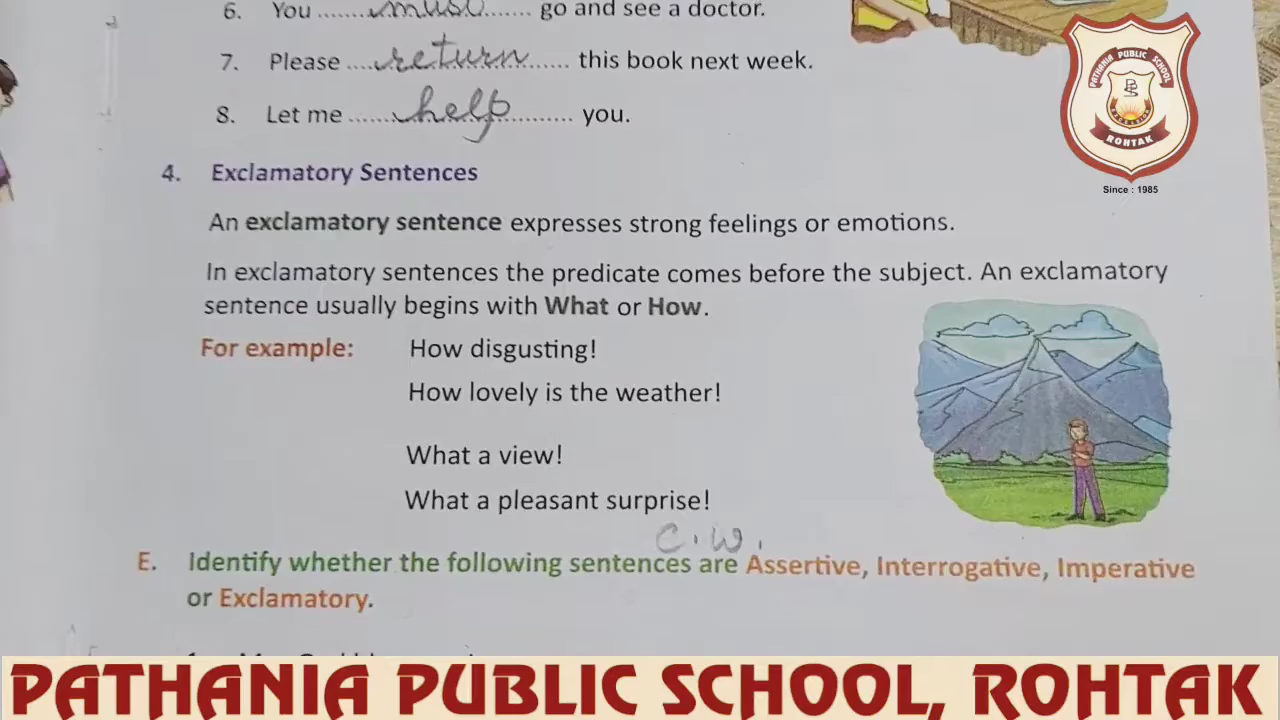 6. You ........must........ go and see a doctor.
7. Please ....return...... this book next week.
8. Let me .......help.......... you.
4. Exclamatory Sentences
An exclamatory sentence expresses strong feelings or emotions.
In exclamatory sentences the predicate comes before the subject. An exclamatory
sentence usually begins with What or How.
For example: How disgusting!
How lovely is the weather!
What a view!
What a pleasant surprise!
C.W.
E. Identify whether the following sentences are Assertive, Interrogative, Imperative
or Exclamatory.
PATHANIA PUBLIC SCHOOL
EXCELSIOR
ROHTAK
Since : 1985
PATHANIA PUBLIC SCHOOL, ROHTAK